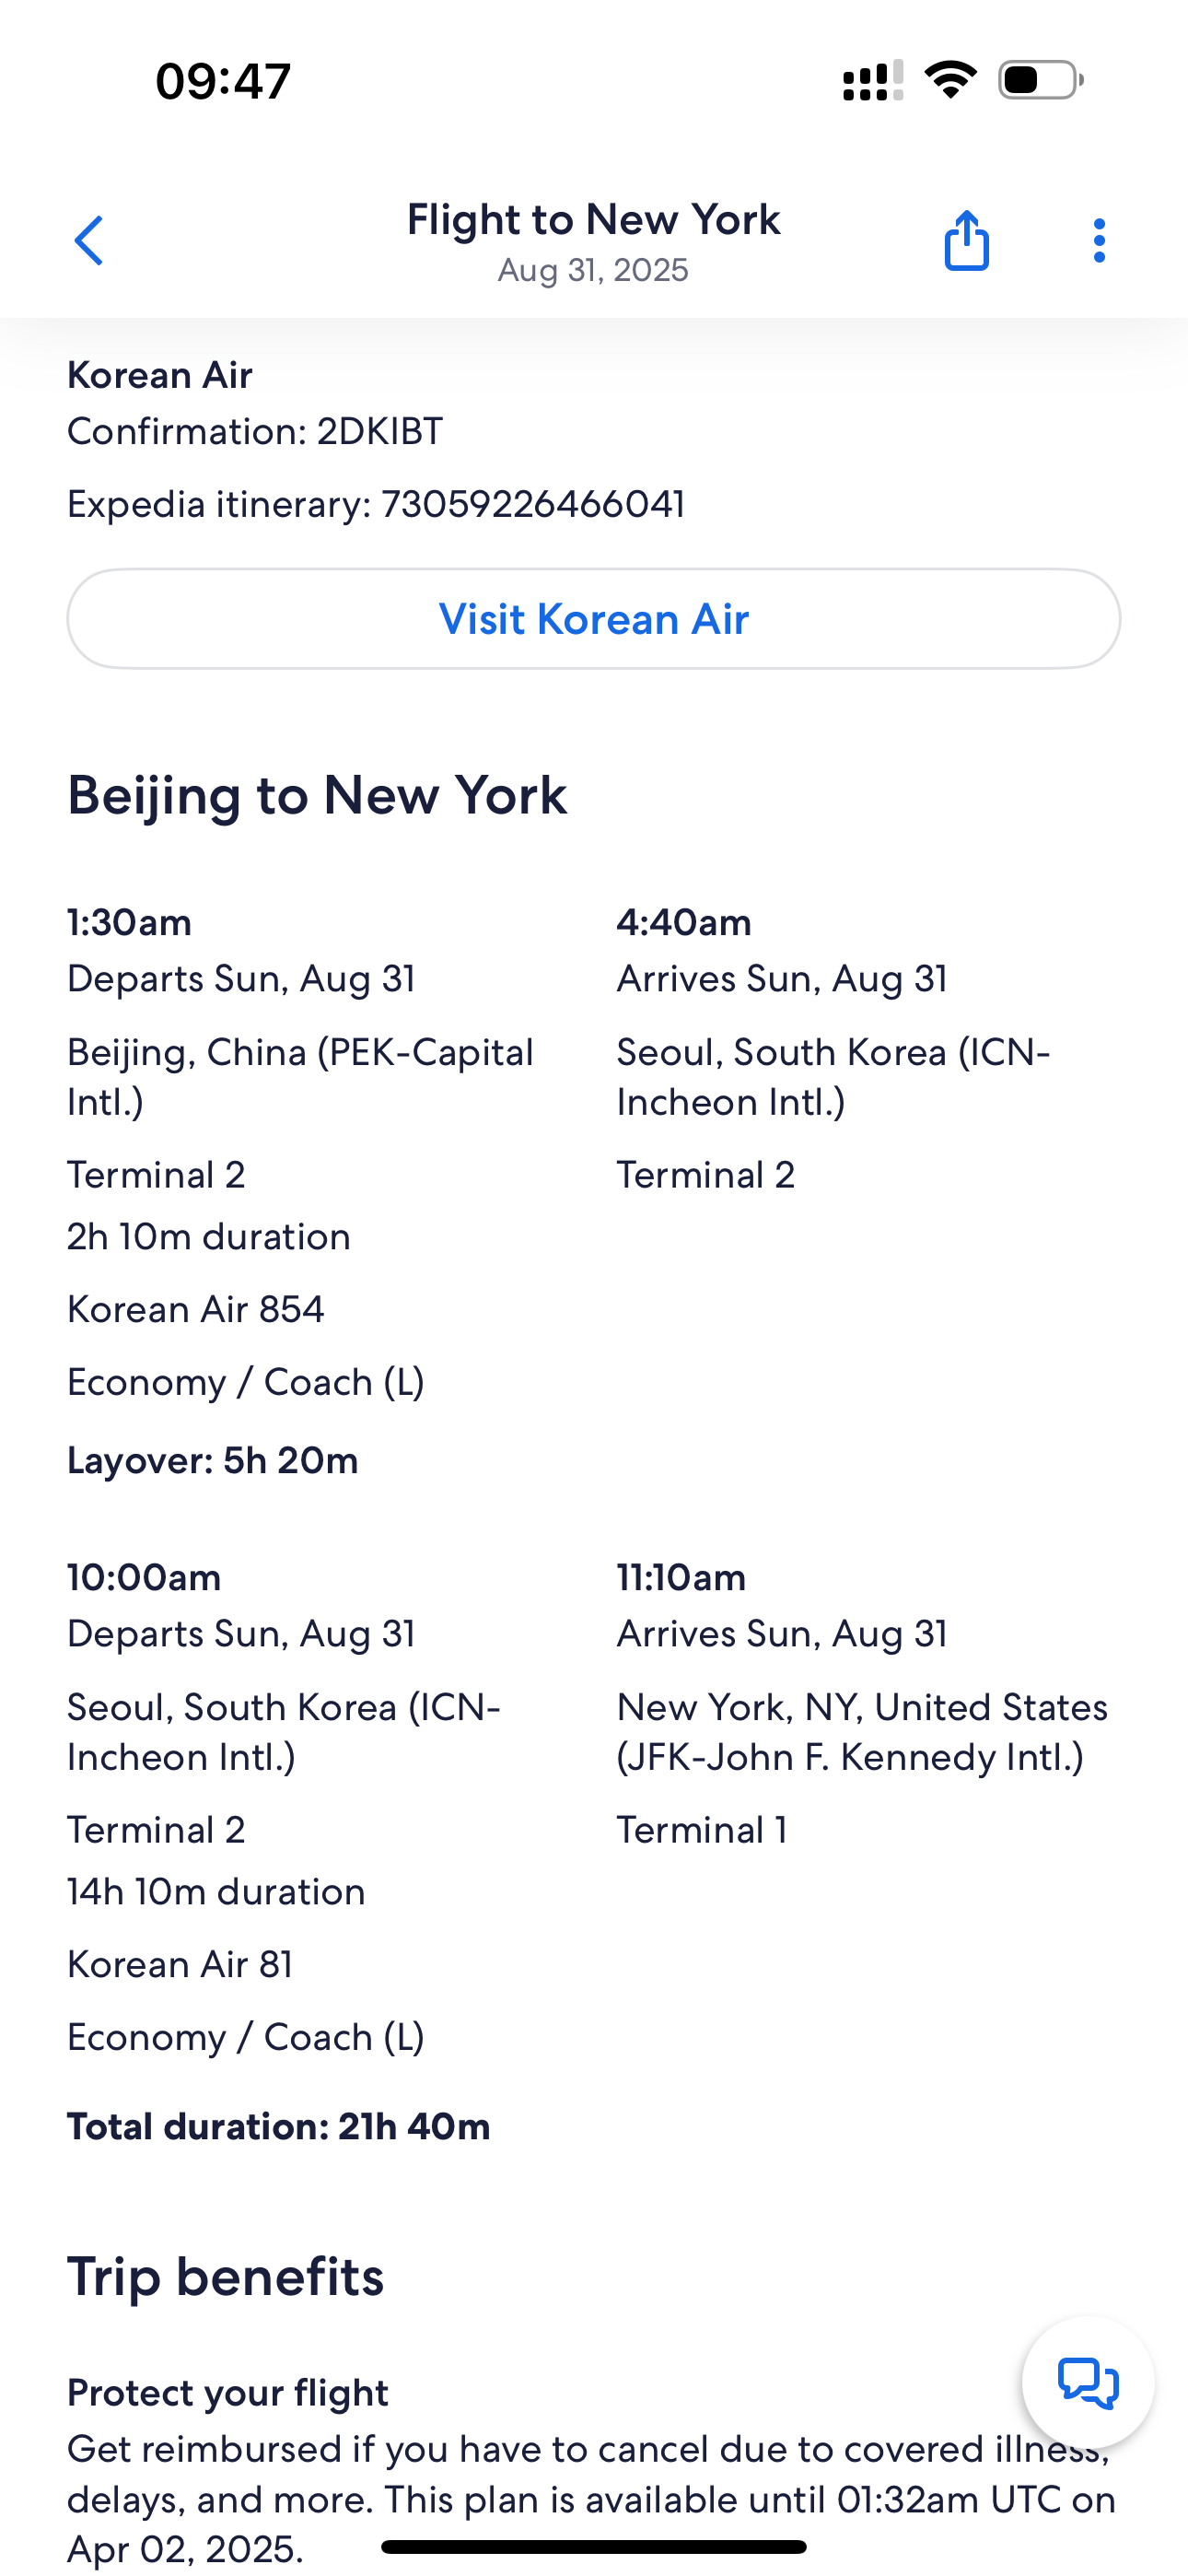 09:47
Flight to New York
Aug 31, 2025
Korean Air
Confirmation: 2DKIBT
Expedia itinerary: 73059226466041
Visit Korean Air
Beijing to New York
1:30am
Departs Sun, Aug 31
Beijing, China (PEK-Capital
Intl.)
Terminal 2
2h 10m duration
Korean Air 854
Economy / Coach (L)
4:40am
Arrives Sun, Aug 31
Seoul, South Korea (ICN-
Incheon Intl.)
Terminal 2
Layover: 5h 20m
10:00am
Departs Sun, Aug 31
Seoul, South Korea (ICN-
Incheon Intl.)
Terminal 2
14h 10m duration
Korean Air 81
Economy / Coach (L)
11:10am
Arrives Sun, Aug 31
New York, NY, United States
(JFK-John F. Kennedy Intl.)
Terminal 1
Total duration: 21h 40m
Trip benefits
Protect your flight
Get reimbursed if you have to cancel due to covered illness,
delays, and more. This plan is available until 01:32am UTC on
Apr 02, 2025.